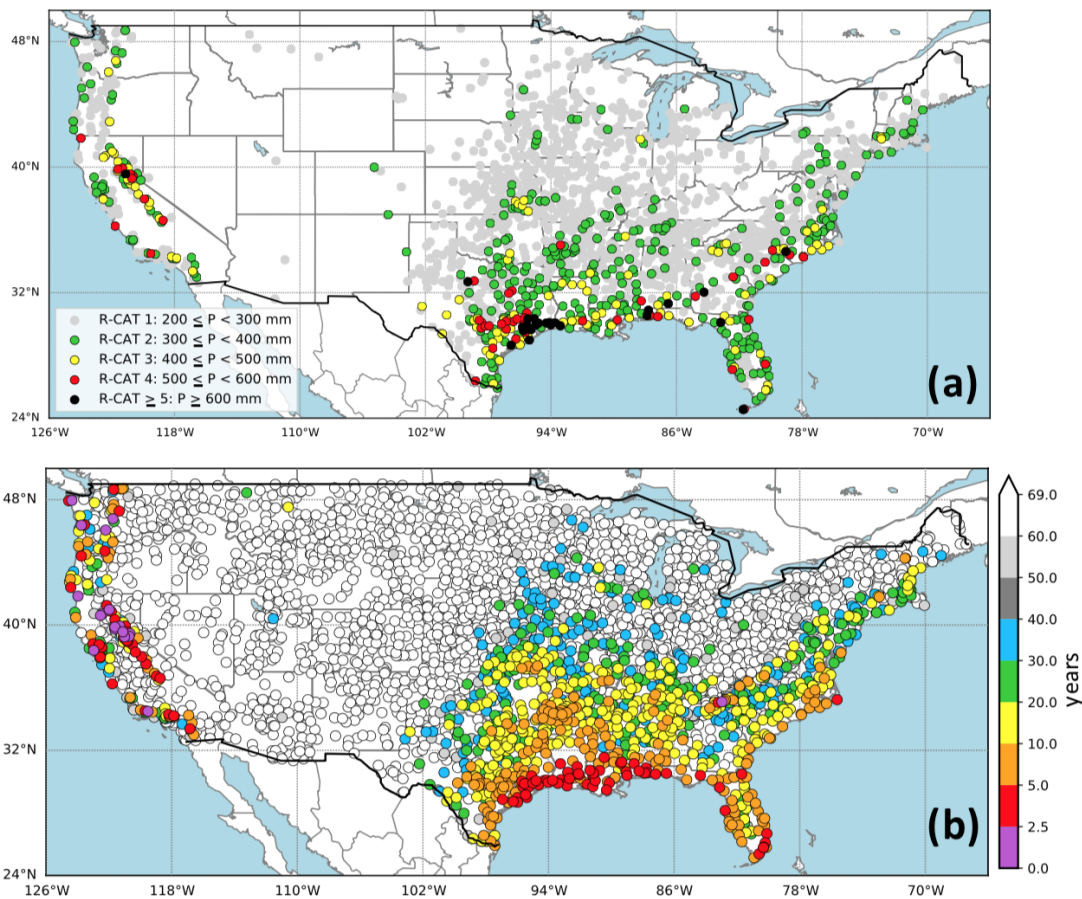 48°N
40°N
32°N
24°N
R-CAT 1: 200 ≤ P < 300 mm
R-CAT 2: 300 ≤ P < 400 mm
R-CAT 3: 400 ≤ P < 500 mm
R-CAT 4: 500 ≤ P < 600 mm
R-CAT ≥ 5: P ≥ 600 mm
(a)
126°W 118°W 110°W 102°W 94°W 86°W 78°W 70°W
48°N
40°N
32°N
24°N
(b)
126°W 118°W 110°W 102°W 94°W 86°W 78°W 70°W
69.0
60.0
50.0
40.0
30.0
20.0
10.0
5.0
2.5
0.0
years